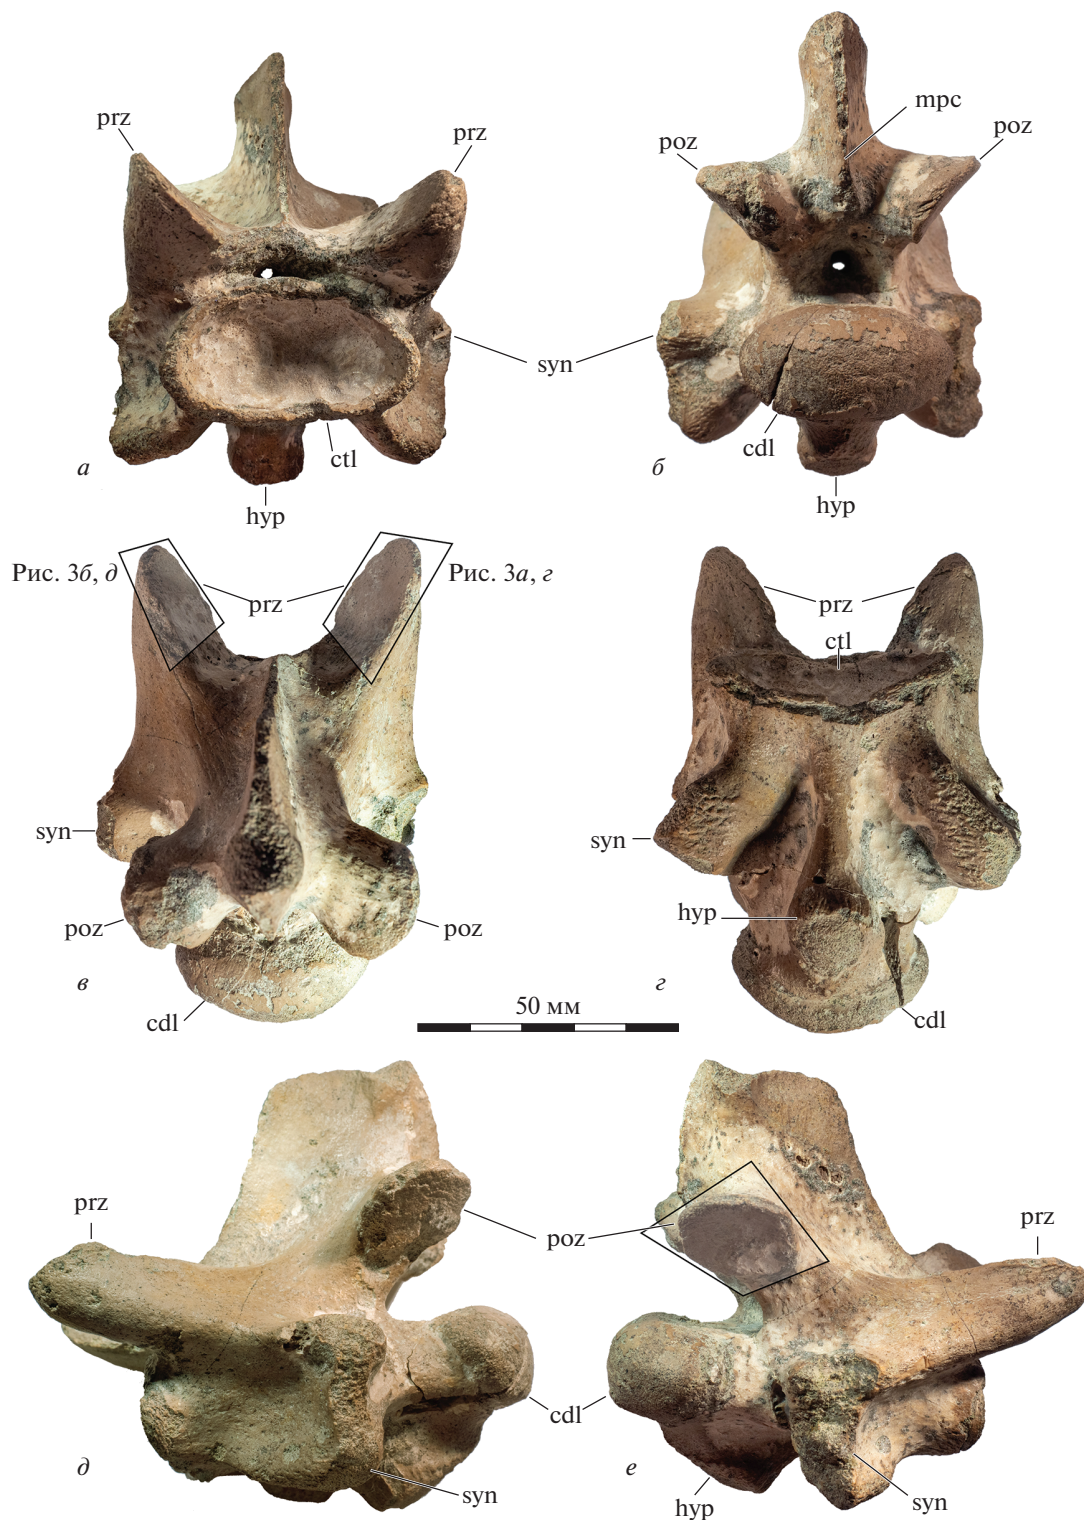 prz
prz
mpc
poz
poz
syn
cdl
ctl
а
б
hyp
hyp
Рис. 3б, д
prz
Рис. 3а, г
prz
ctl
syn
syn
hyp
poz
poz
в
г
cdl
50 мм
cdl
prz
poz
prz
cdl
д
syn
е
hyp
syn